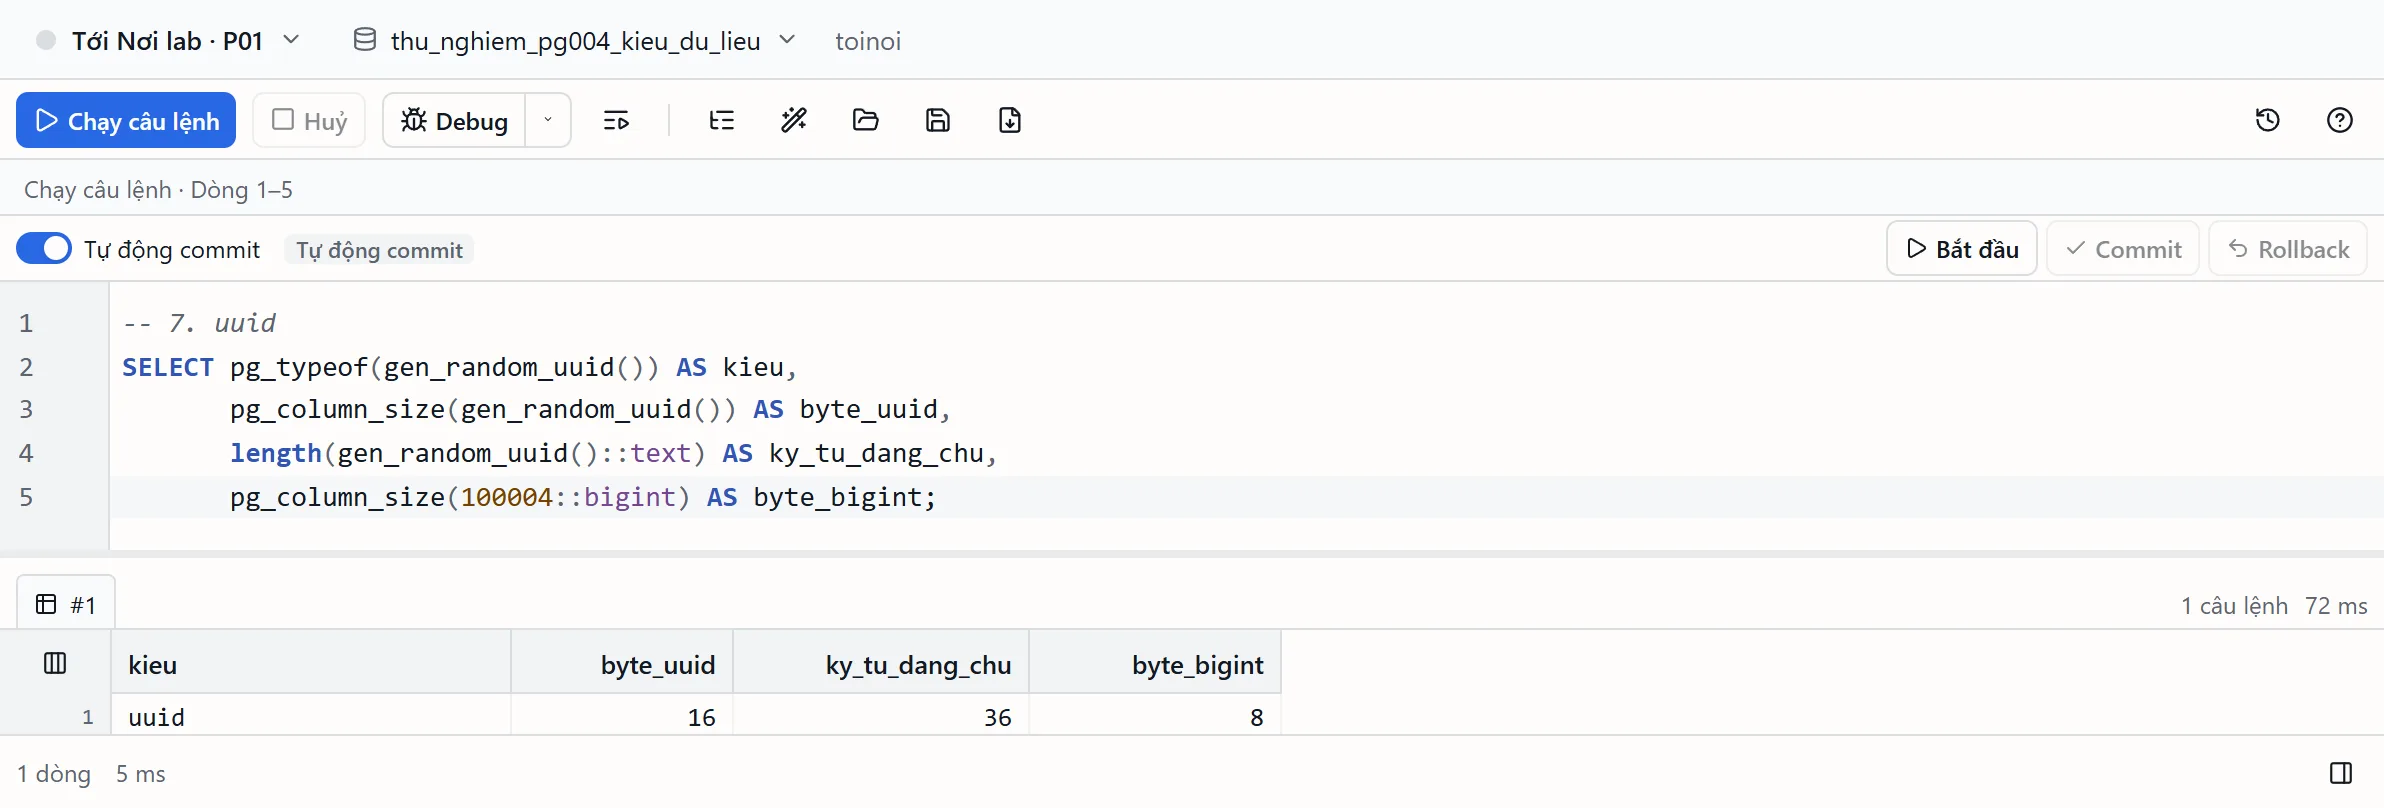 Tới Nơi lab · P01 thu_nghiem_pg004_kieu_du_lieu toinoi
Chạy câu lệnh Huỷ Debug
Chạy câu lệnh · Dòng 1–5
Tự động commit Tự động commit Bắt đầu Commit Rollback
1 -- 7. uuid
2 SELECT pg_typeof(gen_random_uuid()) AS kieu,
3 pg_column_size(gen_random_uuid()) AS byte_uuid,
4 length(gen_random_uuid()::text) AS ky_tu_dang_chu,
5 pg_column_size(100004::bigint) AS byte_bigint;
#1 1 câu lệnh 72 ms
kieu byte_uuid ky_tu_dang_chu byte_bigint
1 uuid 16 36 8
1 dòng 5 ms